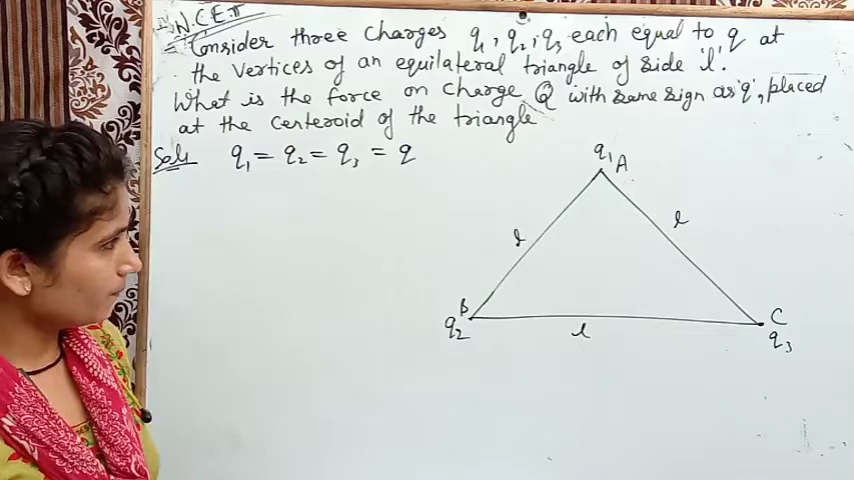 N.C.E.R.T
Consider three Charges q₁, q₂, q₃ each equal to q at
the vertices of an equilateral triangle of side 'l'.
What is the force on Charge Q with same sign as 'q', placed
at the centeroid of the triangle
Sol: q₁ = q₂ = q₃ = q
q₁ A
l l
B C
q₂ l q₃